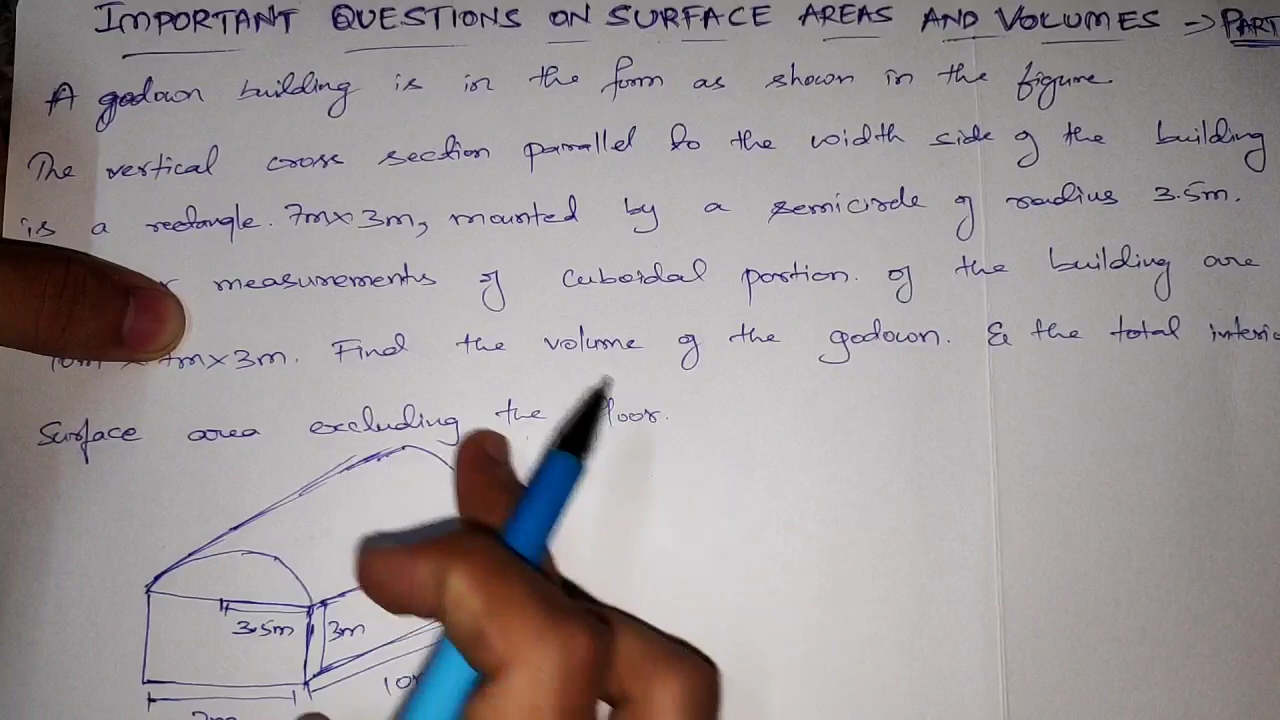 IMPORTANT QUESTIONS ON SURFACE AREAS AND VOLUMES → PART
A godown building is in the form as shown in the figure.
The vertical cross section parallel to the width side of the building
is a rectangle. 7m x 3m, mounted by a semicircle of radius 3.5m.
measurements of cuboidal portion. of the building are
10m x 7m x 3m. Find the volume of the godown. & the total
Surface area excluding the floor.
3.5m
3m